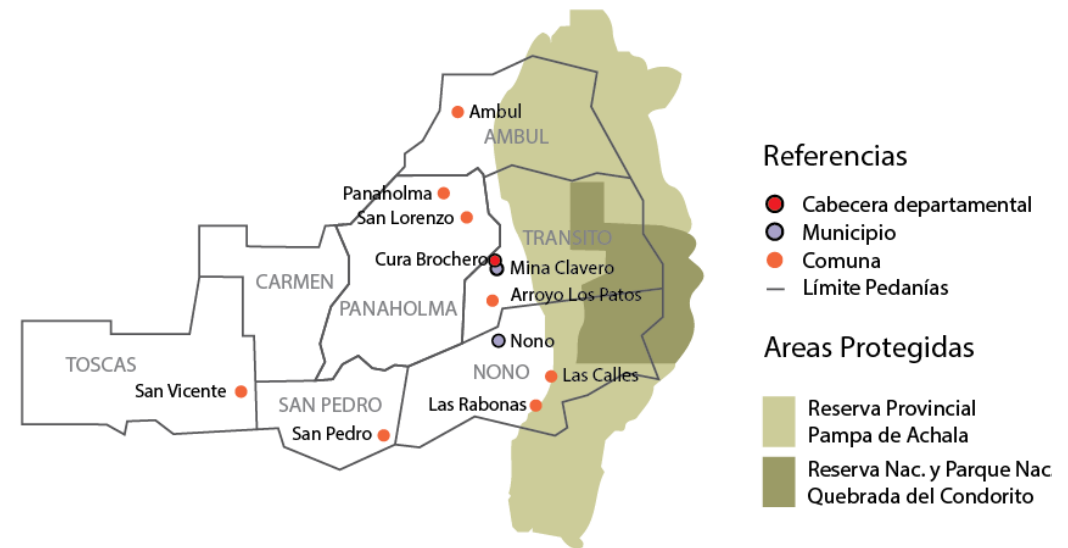 Ambul
AMBUL
Panaholma
San Lorenzo
TRANSITO
Cura Brochero
Mina Clavero
CARMEN
Arroyo Los Patos
PANAHOLMA
Nono
TOSCAS
NONO
Las Calles
San Vicente
SAN PEDRO
Las Rabonas
San Pedro
Referencias
Cabecera departamental
Municipio
Comuna
Límite Pedanías
Areas Protegidas
Reserva Provincial
Pampa de Achala
Reserva Nac. y Parque Nac.
Quebrada del Condorito